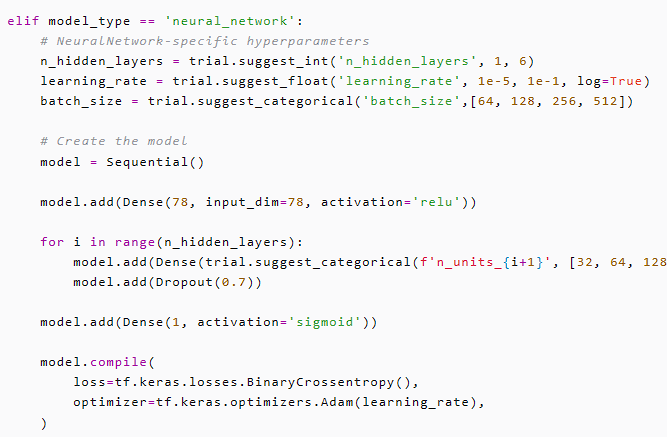 elif model_type == 'neural_network':
    # NeuralNetwork-specific hyperparameters
    n_hidden_layers = trial.suggest_int('n_hidden_layers', 1, 6)
    learning_rate = trial.suggest_float('learning_rate', 1e-5, 1e-1, log=True)
    batch_size = trial.suggest_categorical('batch_size',[64, 128, 256, 512])

    # Create the model
    model = Sequential()

    model.add(Dense(78, input_dim=78, activation='relu'))

    for i in range(n_hidden_layers):
        model.add(Dense(trial.suggest_categorical(f'n_units_{i+1}', [32, 64, 128
        model.add(Dropout(0.7))

    model.add(Dense(1, activation='sigmoid'))

    model.compile(
        loss=tf.keras.losses.BinaryCrossentropy(),
        optimizer=tf.keras.optimizers.Adam(learning_rate),
    )